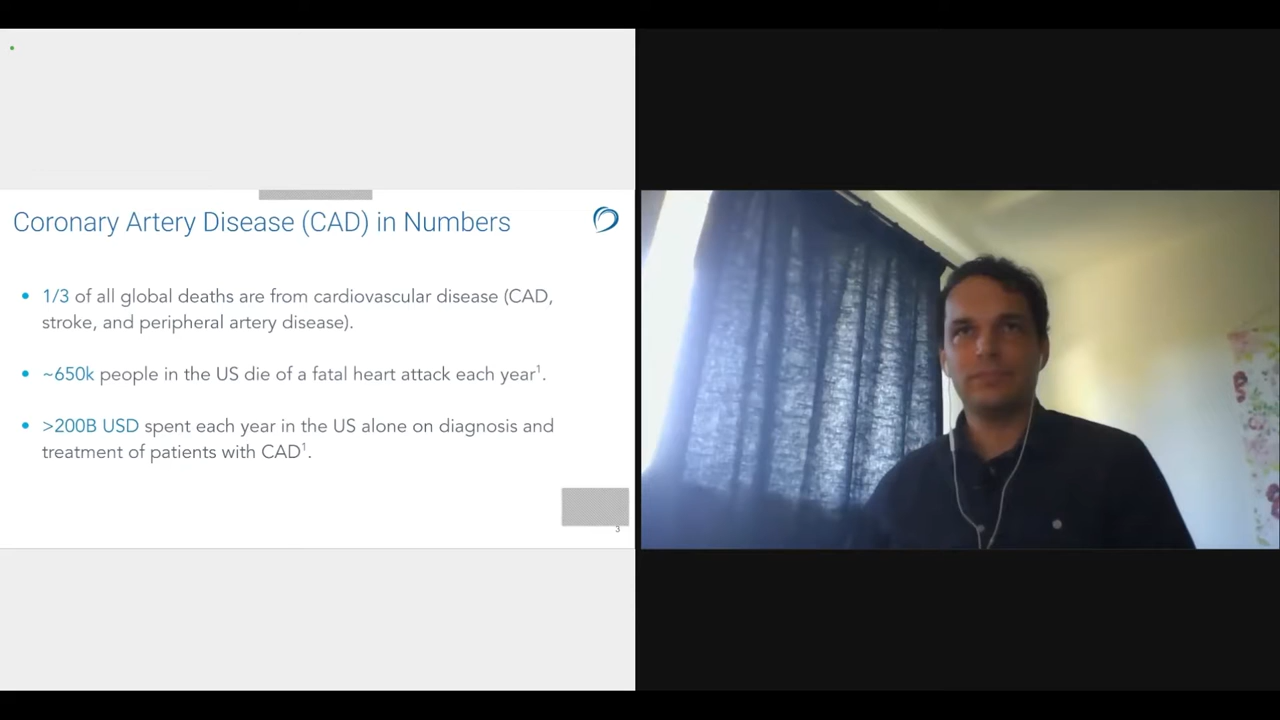 Coronary Artery Disease (CAD) in Numbers
• 1/3 of all global deaths are from cardiovascular disease (CAD,
stroke, and peripheral artery disease).
• ~650k people in the US die of a fatal heart attack each year¹.
• >200B USD spent each year in the US alone on diagnosis and
treatment of patients with CAD¹.
3